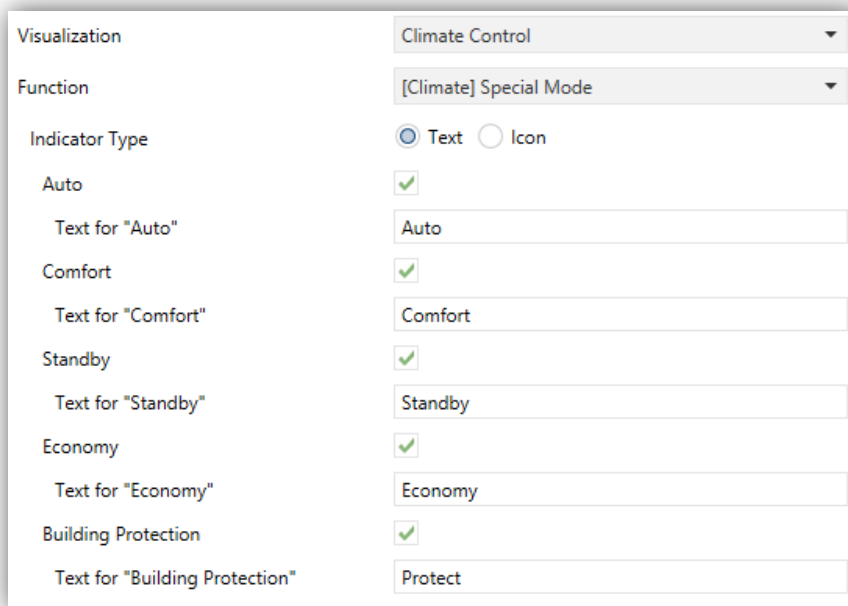 Visualization Climate Control
Function [Climate] Special Mode
Indicator Type Text Icon
Auto
Text for "Auto" Auto
Comfort
Text for "Comfort" Comfort
Standby
Text for "Standby" Standby
Economy
Text for "Economy" Economy
Building Protection
Text for "Building Protection" Protect